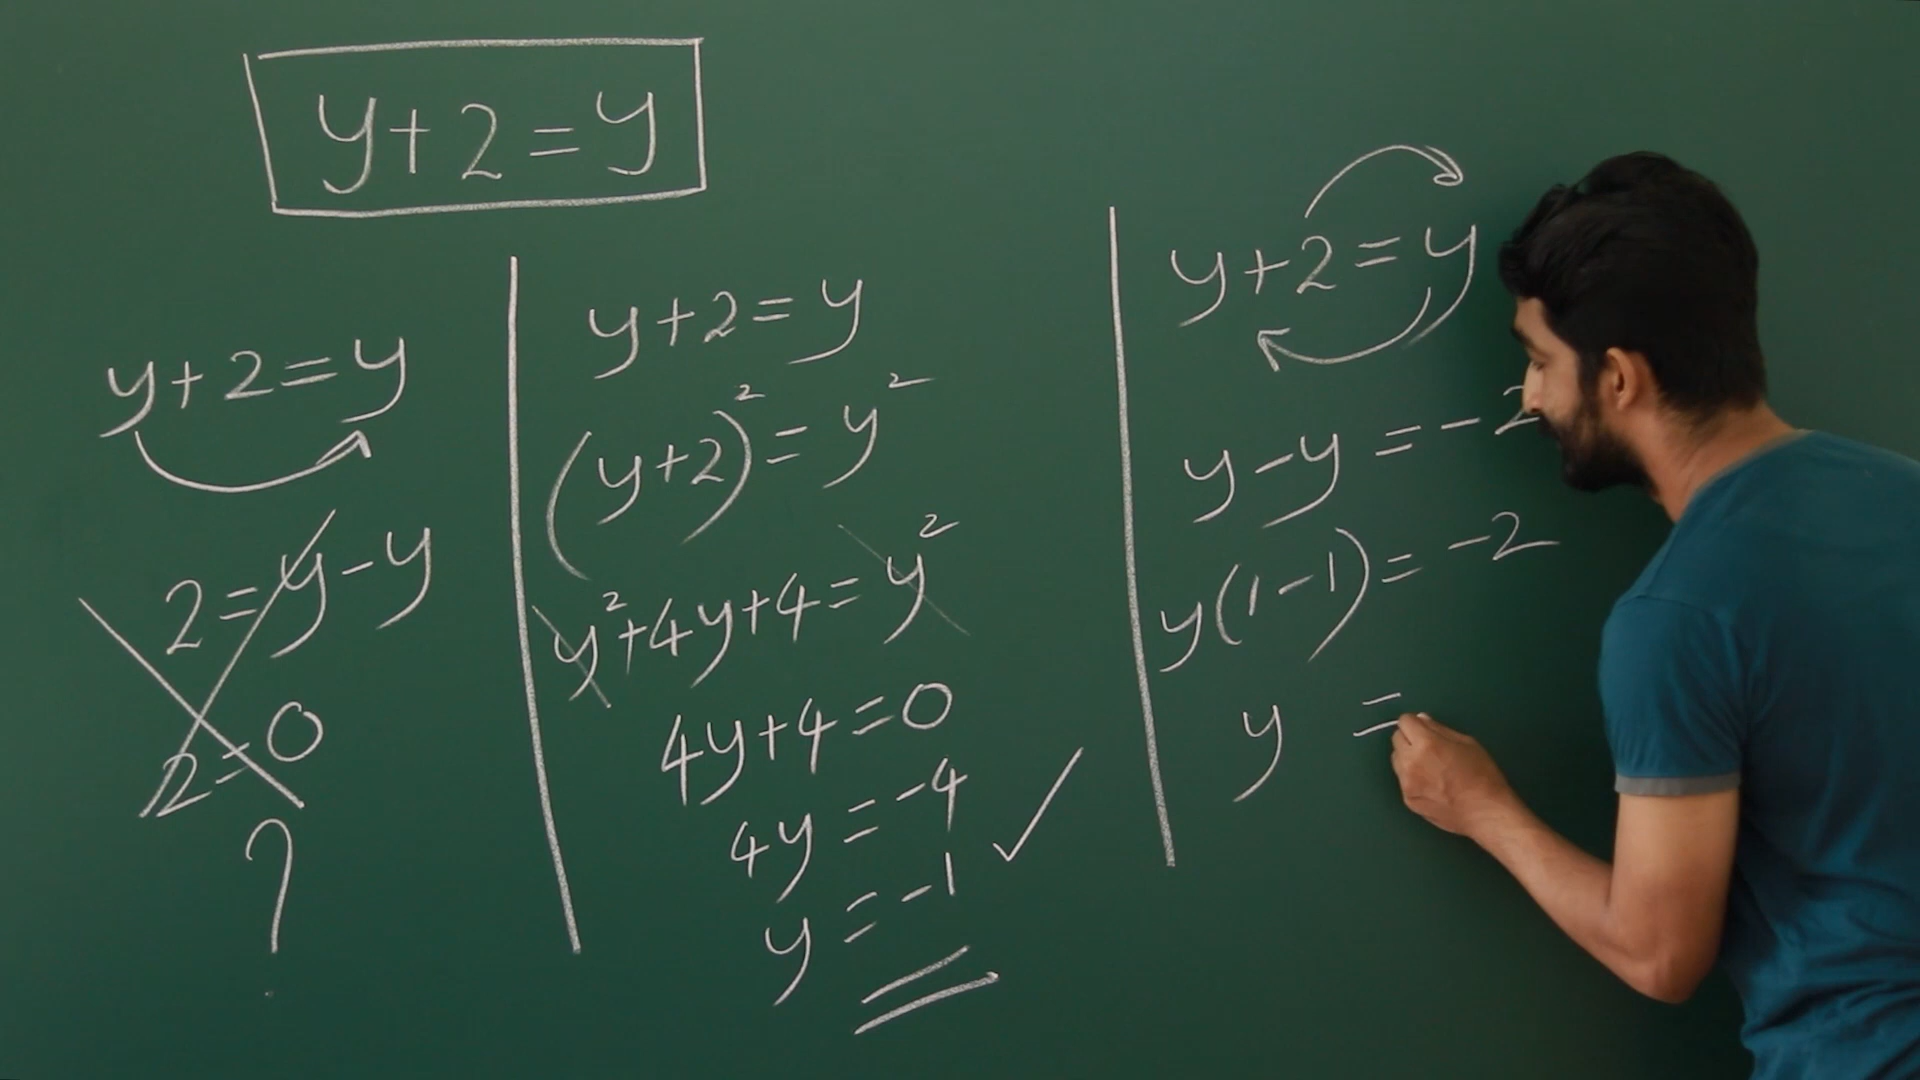 y+2=y
y+2=y
2=y-y
2=0
?
y+2=y
(y+2)²=y²
y²+4y+4=y²
4y+4=0
4y=-4
y=-1
y+2=y
y-y=-2
y(1-1)=-2
y =